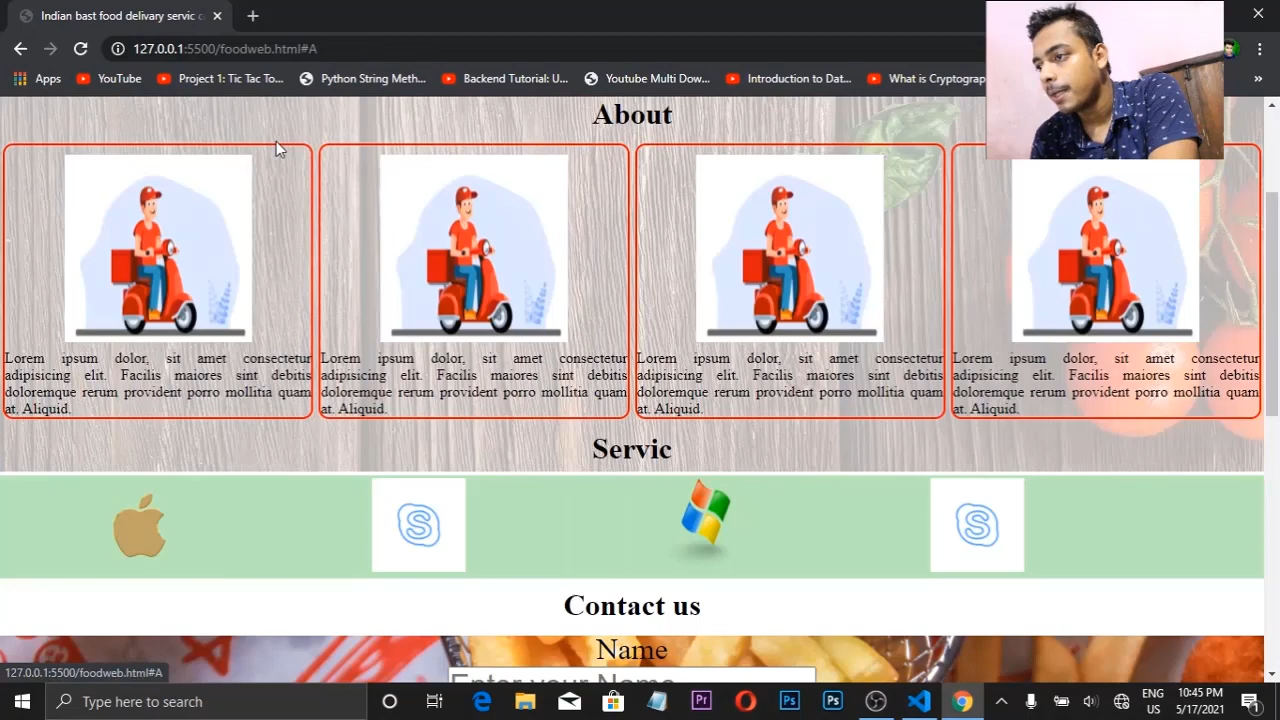 Indian bast food delivery servic c
127.0.0.1:5500/foodweb.html#A
Apps
YouTube
Project 1: Tic Tac To...
Python String Meth...
Backend Tutorial: U...
Youtube Multi Dow...
Introduction to Dat...
What is Cryptograp
About
Lorem ipsum dolor, sit amet consectetur
adipisicing elit. Facilis maiores sint debitis
doloremque rerum provident porro mollitia quam
at. Aliquid.
Lorem ipsum dolor, sit amet consectetur
adipisicing elit. Facilis maiores sint debitis
doloremque rerum provident porro mollitia quam
at. Aliquid.
Lorem ipsum dolor, sit amet consectetur
adipisicing elit. Facilis maiores sint debitis
doloremque rerum provident porro mollitia quam
at. Aliquid.
Lorem ipsum dolor, sit amet consectetur
adipisicing elit. Facilis maiores sint debitis
doloremque rerum provident porro mollitia quam
at. Aliquid.
Servic
S
S
Contact us
Name
Enter your Name
127.0.0.1:5500/foodweb.html#A
Type here to search
Pr
Ps
Ps
ENG
US
10:45 PM
5/17/2021
1